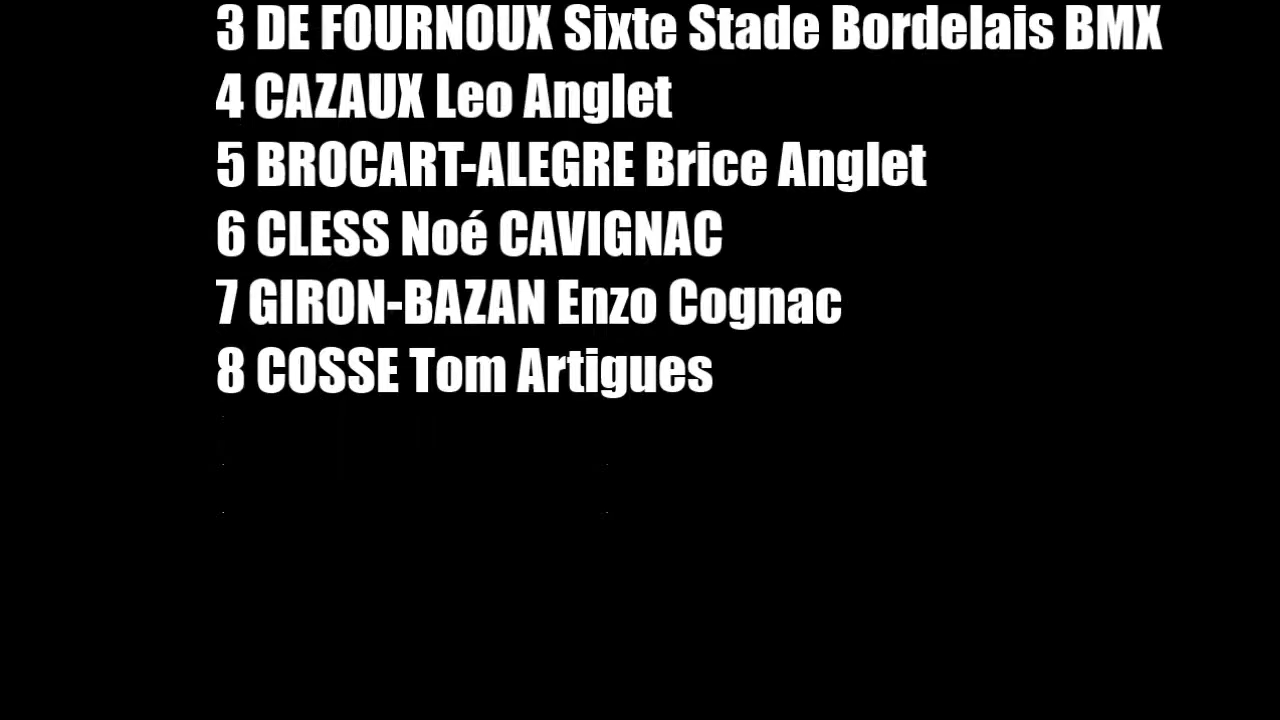 3 DE FOURNOUX Sixte Stade Bordelais BMX
4 CAZAUX Leo Anglet
5 BROCART-ALEGRE Brice Anglet
6 CLESS Noé CAVIGNAC
7 GIRON-BAZAN Enzo Cognac
8 COSSE Tom Artigues